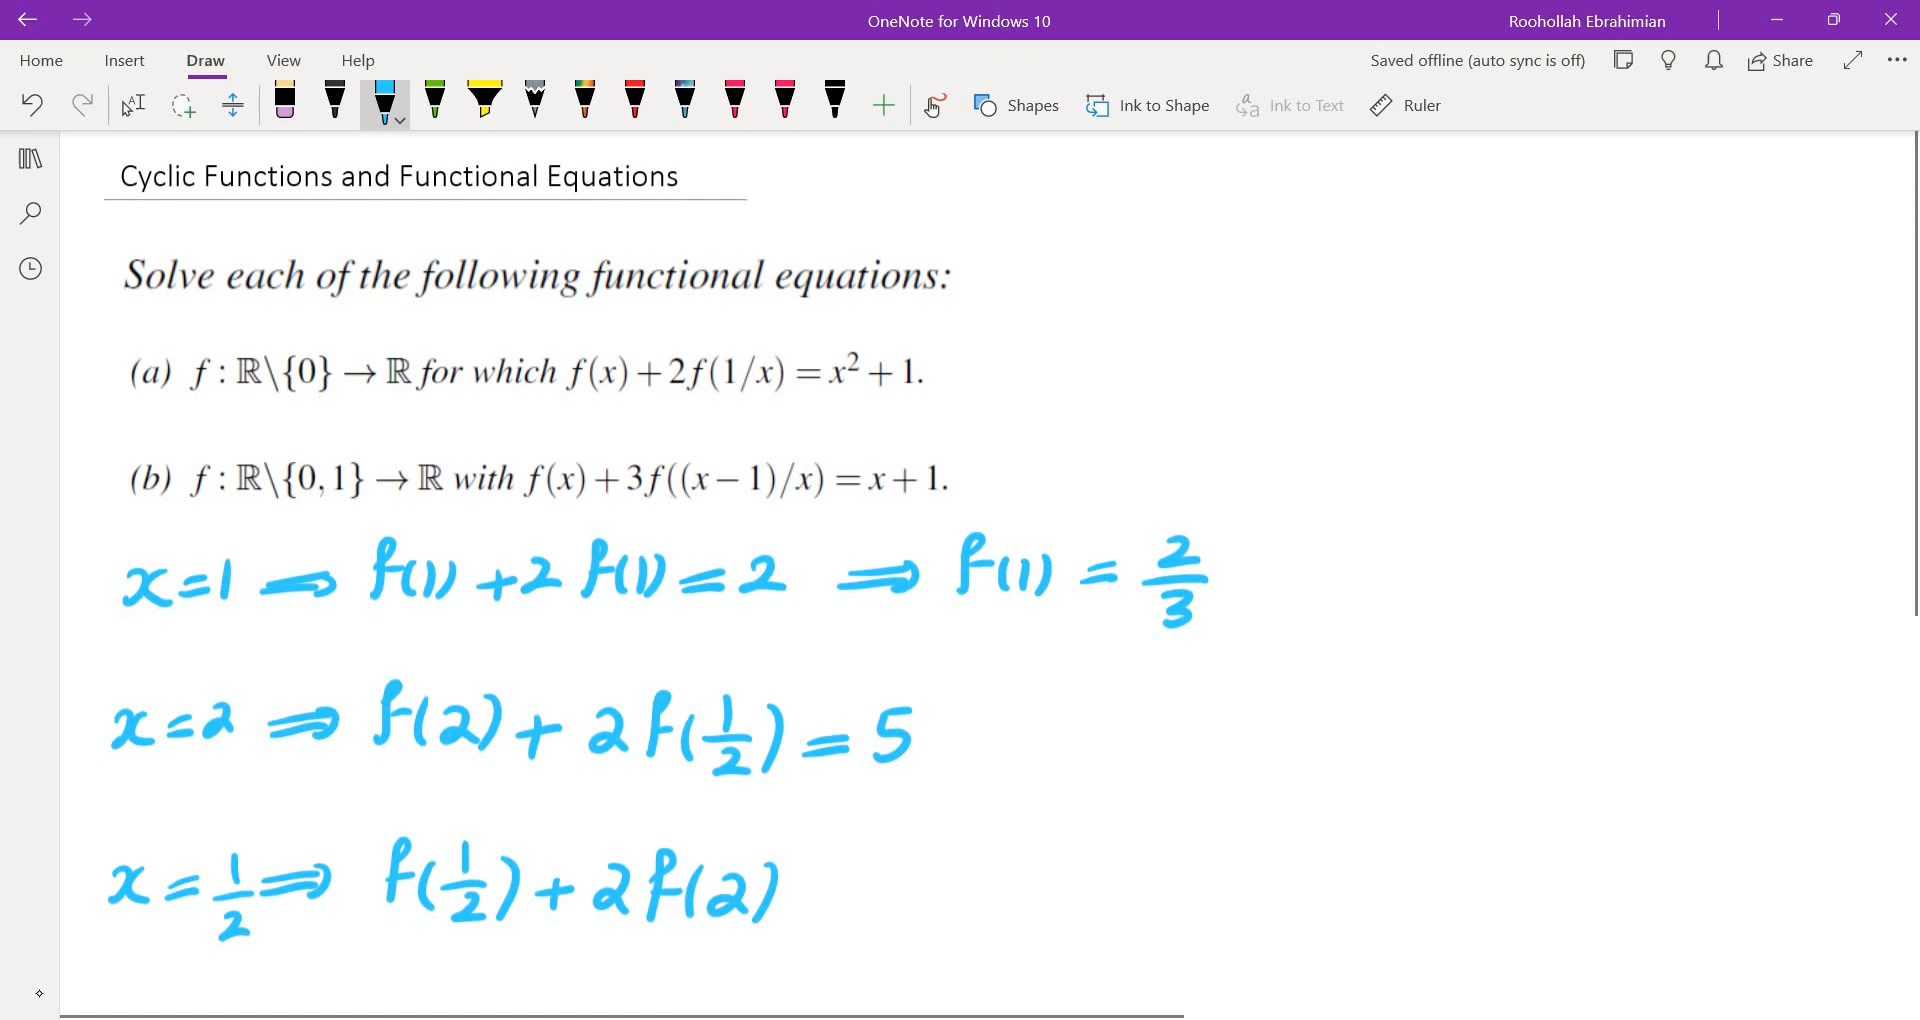 OneNote for Windows 10
Roohollah Ebrahimian
Home Insert Draw View Help
Saved offline (auto sync is off) Share
Shapes Ink to Shape Ink to Text Ruler
Cyclic Functions and Functional Equations
Solve each of the following functional equations:
(a) f : ℝ\{0} → ℝ for which f(x) + 2f(1/x) = x² + 1.
(b) f : ℝ\{0, 1} → ℝ with f(x) + 3f((x − 1)/x) = x + 1.
x = 1 ⟹ f(1) + 2 f(1) = 2 ⟹ f(1) = 2/3
x = 2 ⟹ f(2) + 2 f(1/2) = 5
x = 1/2 ⟹ f(1/2) + 2 f(2)